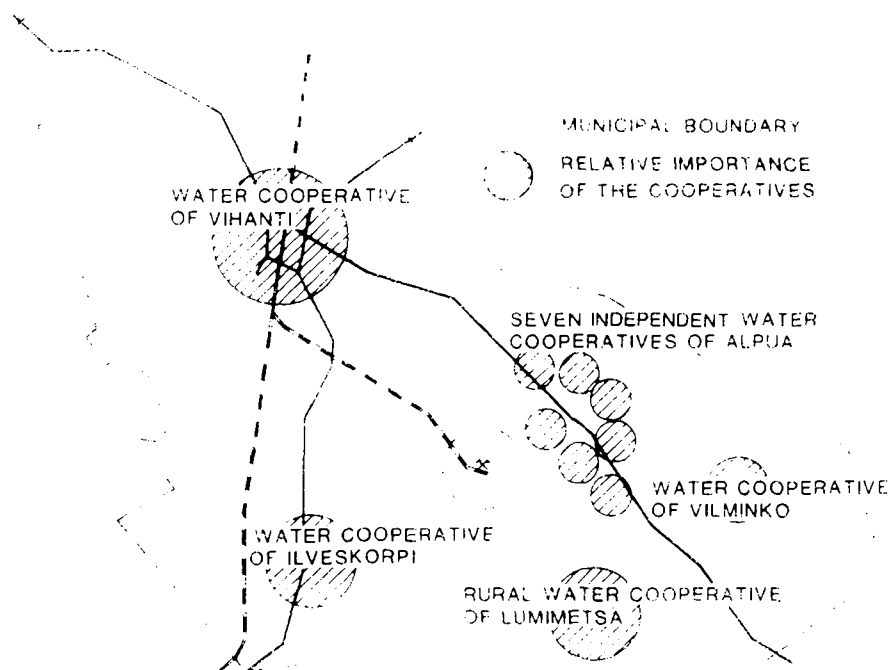 MUNICIPAL BOUNDARY
RELATIVE IMPORTANCE
OF THE COOPERATIVES
WATER COOPERATIVE
OF VIHANTI
SEVEN INDEPENDENT WATER
COOPERATIVES OF ALPUA
WATER COOPERATIVE
OF VILMINKO
WATER COOPERATIVE
OF ILVESKORPI
RURAL WATER COOPERATIVE
OF LUMIMETSA